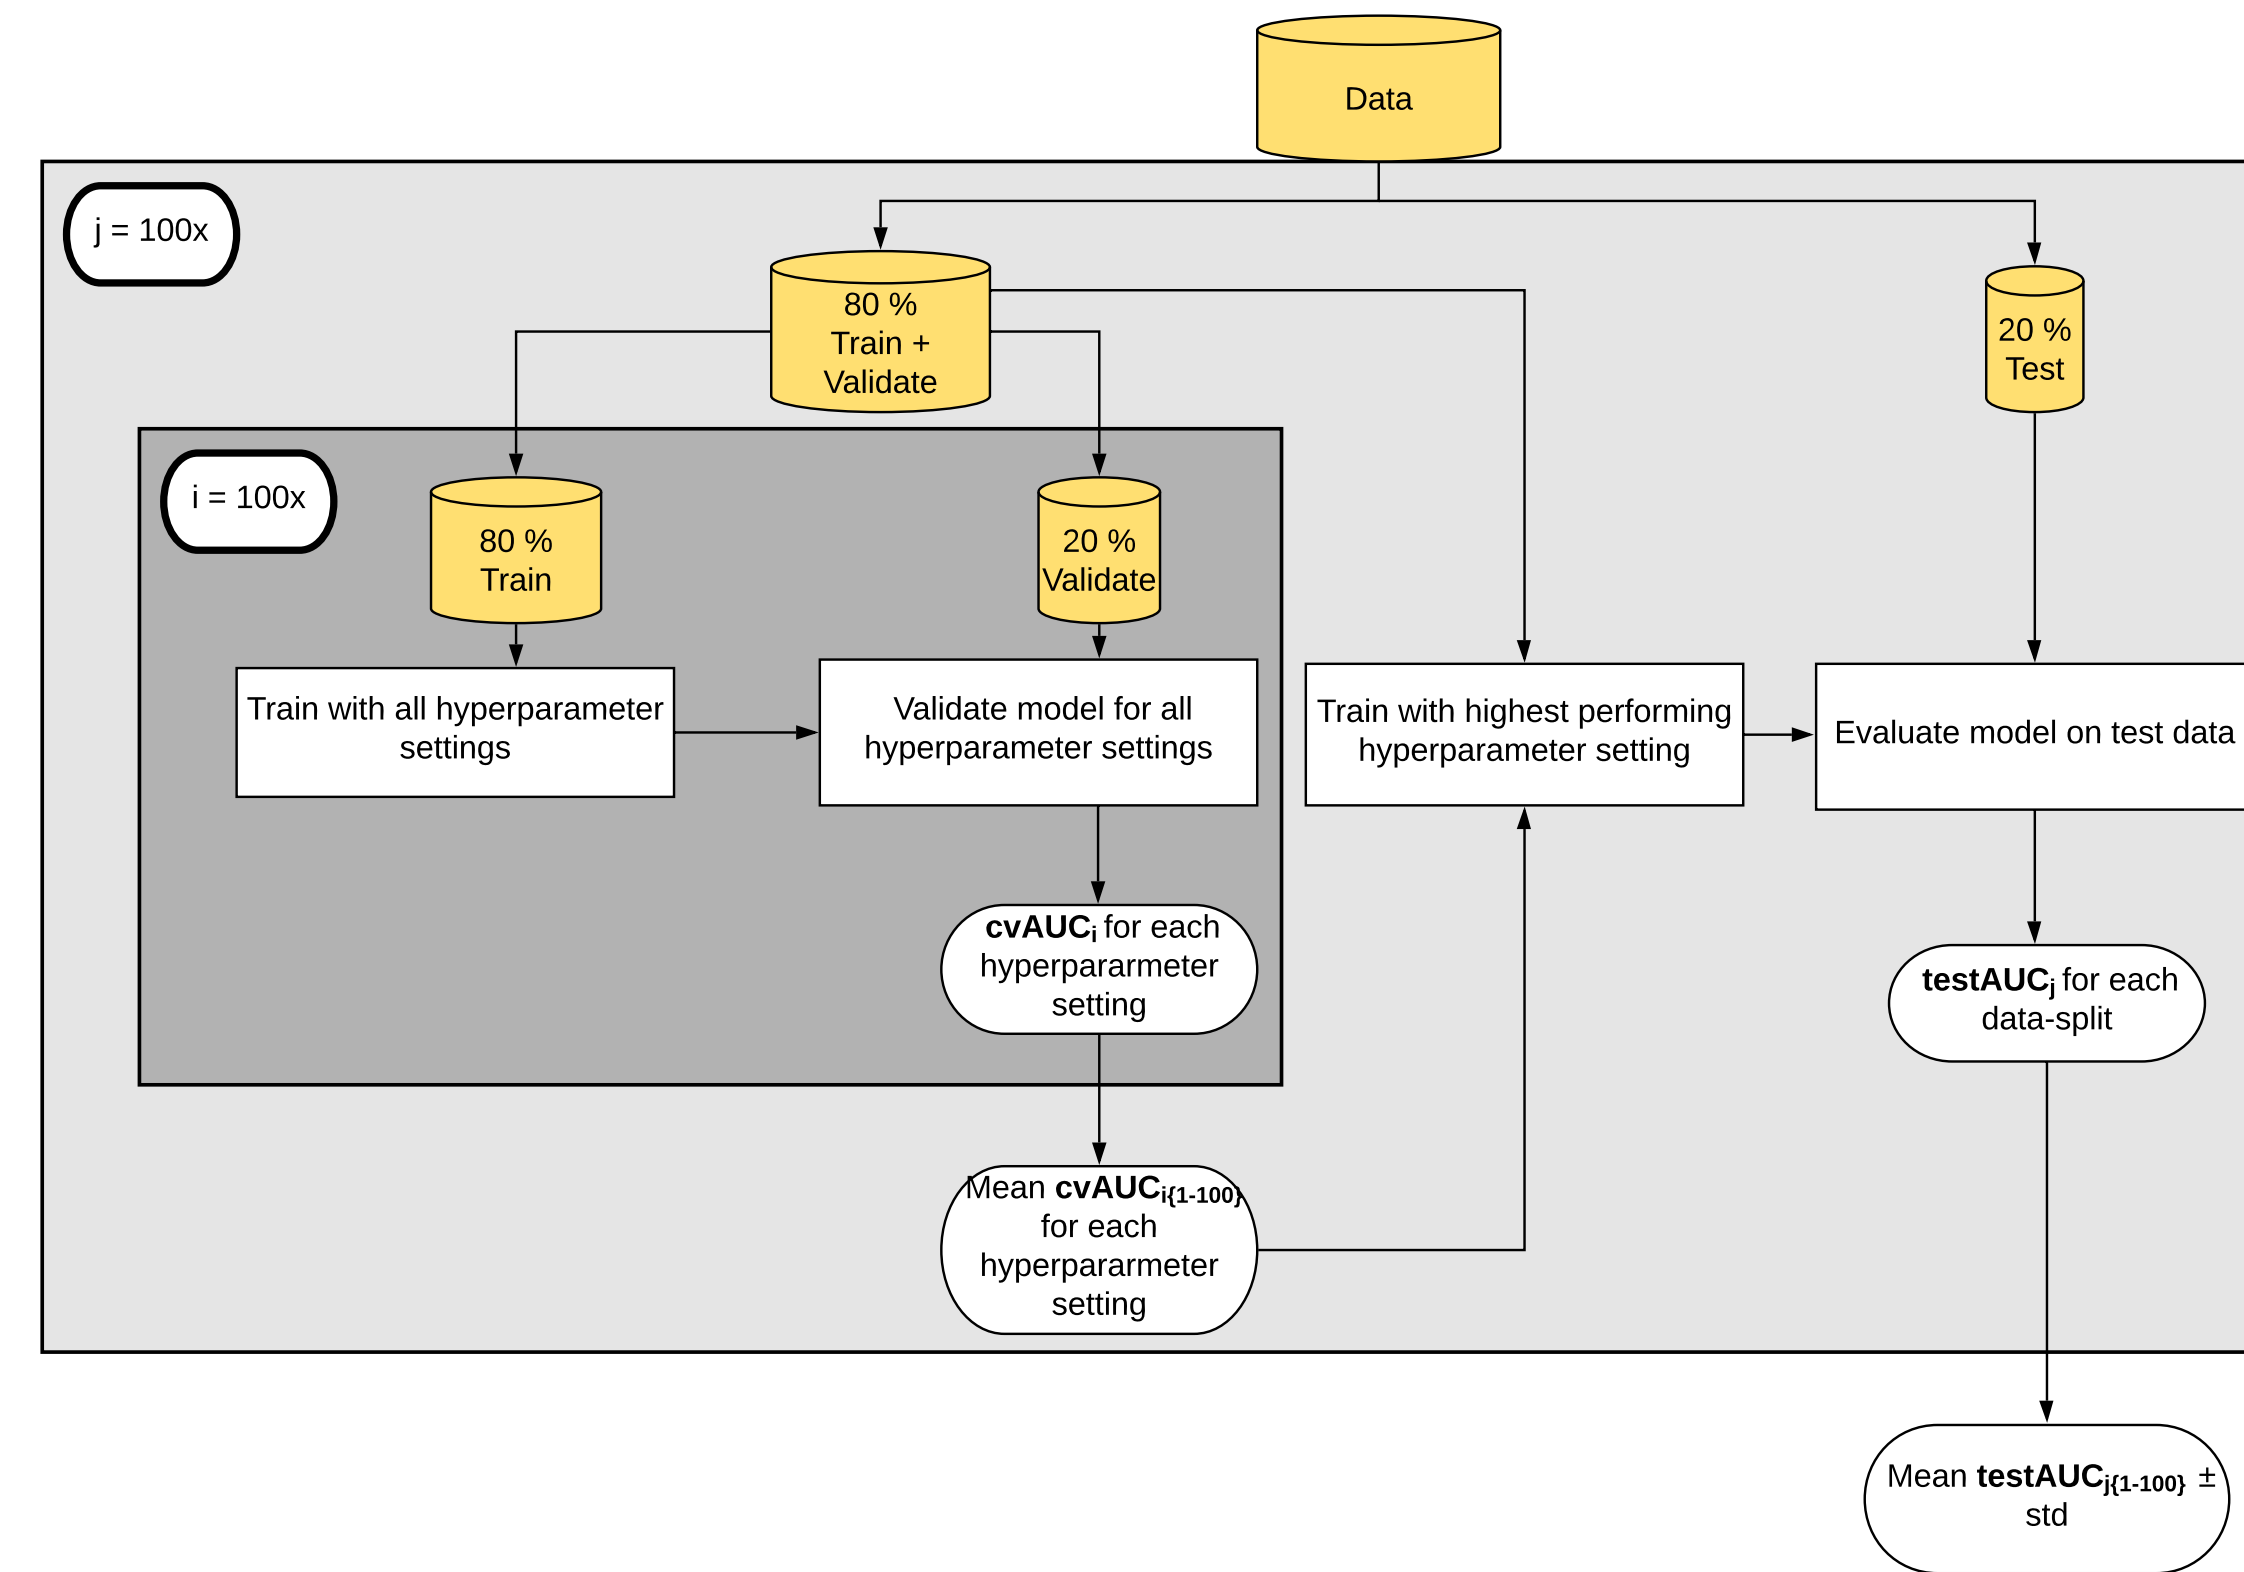 Data
j = 100x
80 %
Train +
Validate
20 %
Test
i = 100x
80 %
Train
20 %
Validate
Train with all hyperparameter
settings
Validate model for all
hyperparameter settings
Train with highest performing
hyperparameter setting
Evaluate model on test data
cvAUCi for each
hyperpararmeter
setting
testAUCj for each
data-split
Mean cvAUCi{1-100}
for each
hyperpararmeter
setting
Mean testAUCj{1-100} ±
std